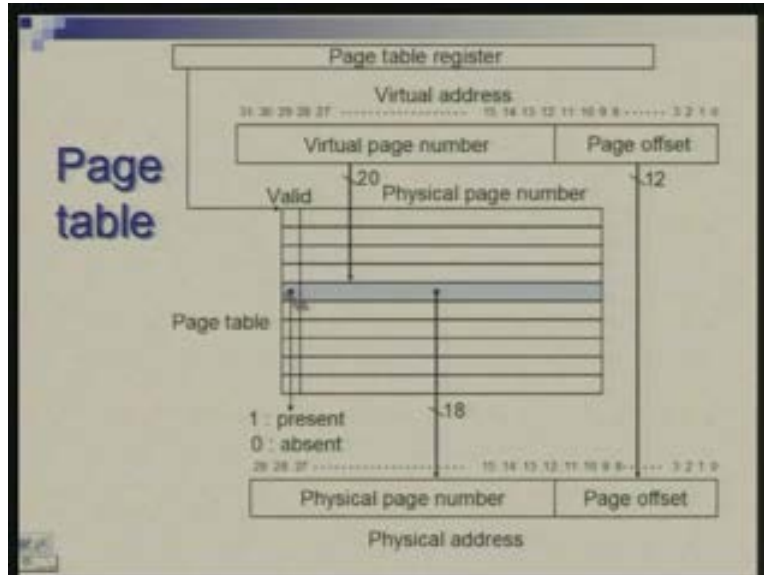 Page table register
Virtual address
31 30 29 28 27 ------------------- 15 14 13 12 11 10 9 8 ------ 3 2 1 0
Virtual page number
Page offset
Page
table
20
12
Valid
Physical page number
Page table
18
1 : present
0 : absent
29 28 27 ----------------------- 15 14 13 12 11 10 9 8 ------ 3 2 1 0
Physical page number
Page offset
Physical address